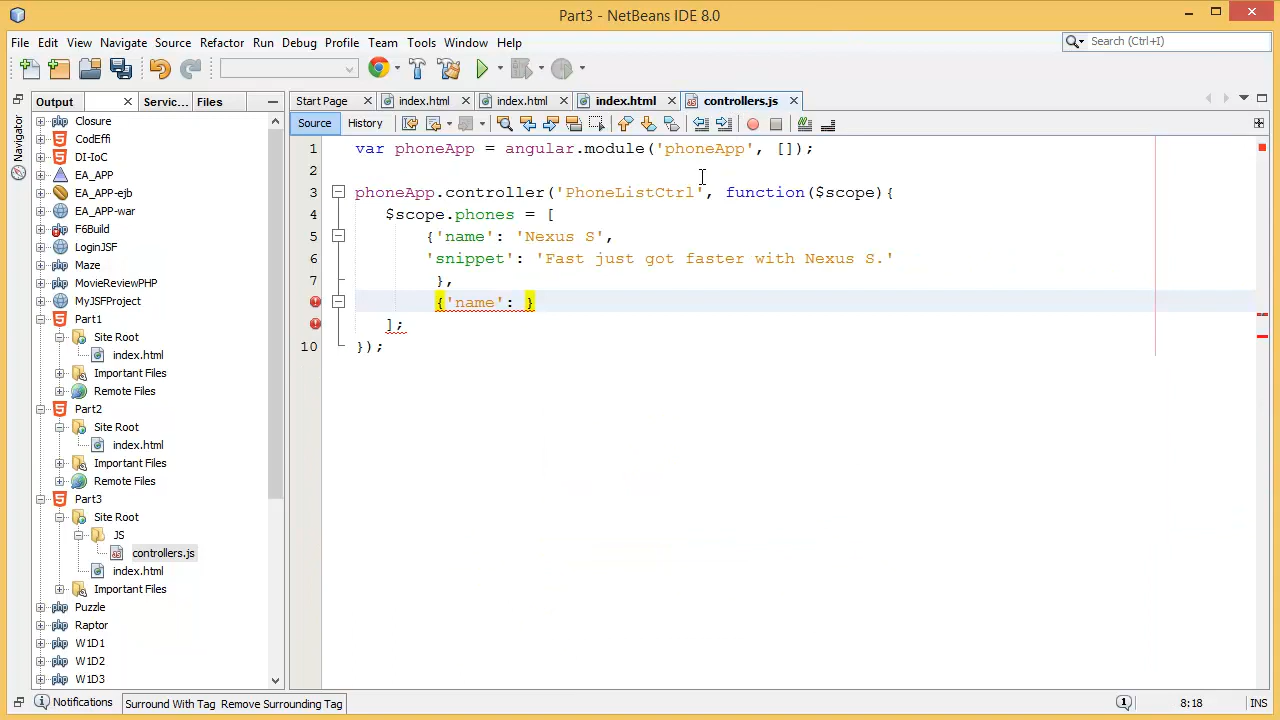 Part3 - NetBeans IDE 8.0
File Edit View Navigate Source Refactor Run Debug Profile Team Tools Window Help
Search (Ctrl+I)
Output Servic... Files
Start Page index.html index.html index.html controllers.js
Source History
Navigator
Closure
CodEffi
DI-IoC
EA_APP
EA_APP-ejb
EA_APP-war
F6Build
LoginJSF
Maze
MovieReviewPHP
MyJSFProject
Part1
Site Root
index.html
Important Files
Remote Files
Part2
Site Root
index.html
Important Files
Remote Files
Part3
Site Root
JS
controllers.js
index.html
Important Files
Puzzle
Raptor
W1D1
W1D2
W1D3
1 var phoneApp = angular.module('phoneApp', []);
2
3 phoneApp.controller('PhoneListCtrl', function($scope){
4 $scope.phones = [
5 {'name': 'Nexus S',
6 'snippet': 'Fast just got faster with Nexus S.'
7 },
{'name': }
];
10 });
Notifications Surround With Tag Remove Surrounding Tag 1 8:18 INS